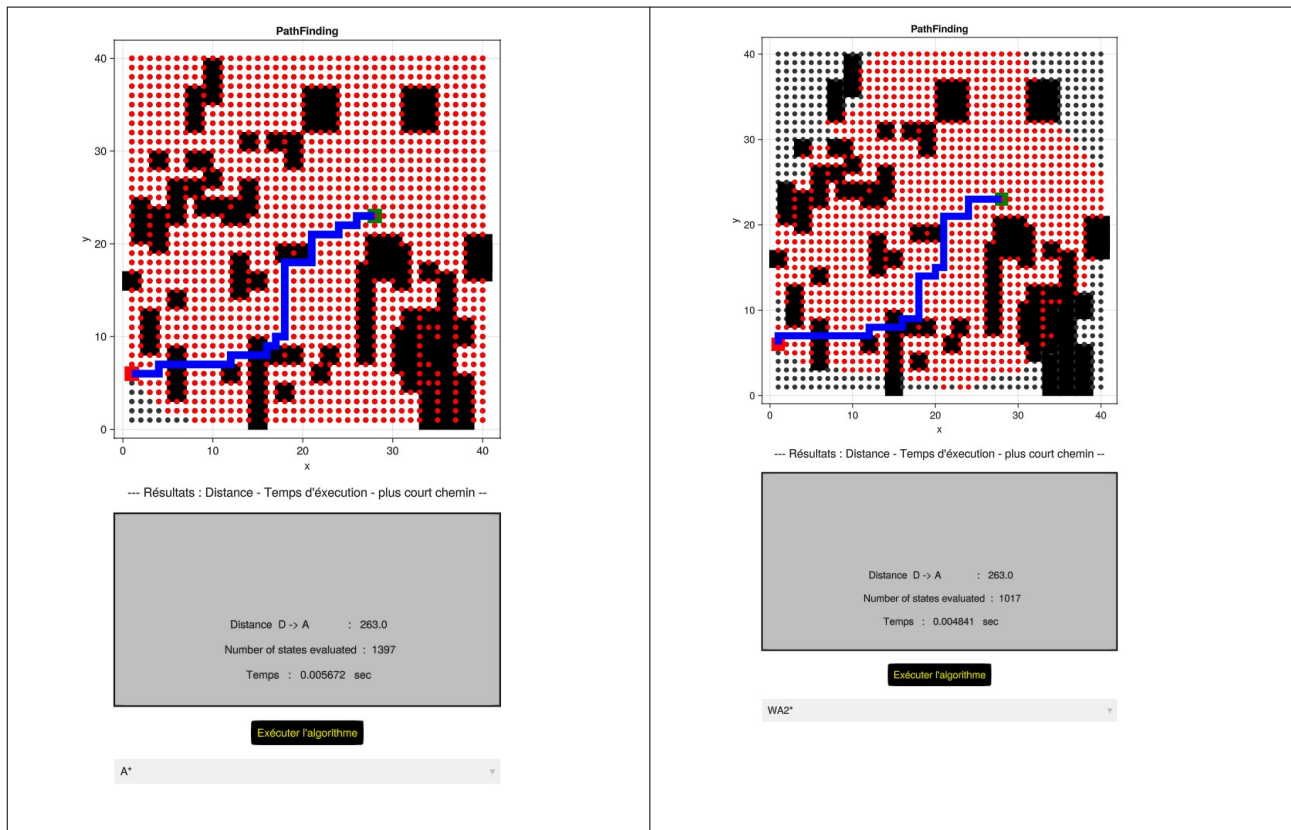 PathFinding
40
30
y
20
10
0
0 10 20 30 40
x
--- Résultats : Distance - Temps d'éxecution - plus court chemin --
Distance D -> A : 263.0
Number of states evaluated : 1397
Temps : 0.005672 sec
Exécuter l'algorithme
A*
PathFinding
40
30
y
20
10
0
0 10 20 30 40
x
--- Résultats : Distance - Temps d'éxecution - plus court chemin --
Distance D -> A : 263.0
Number of states evaluated : 1017
Temps : 0.004841 sec
Exécuter l'algorithme
WA2*